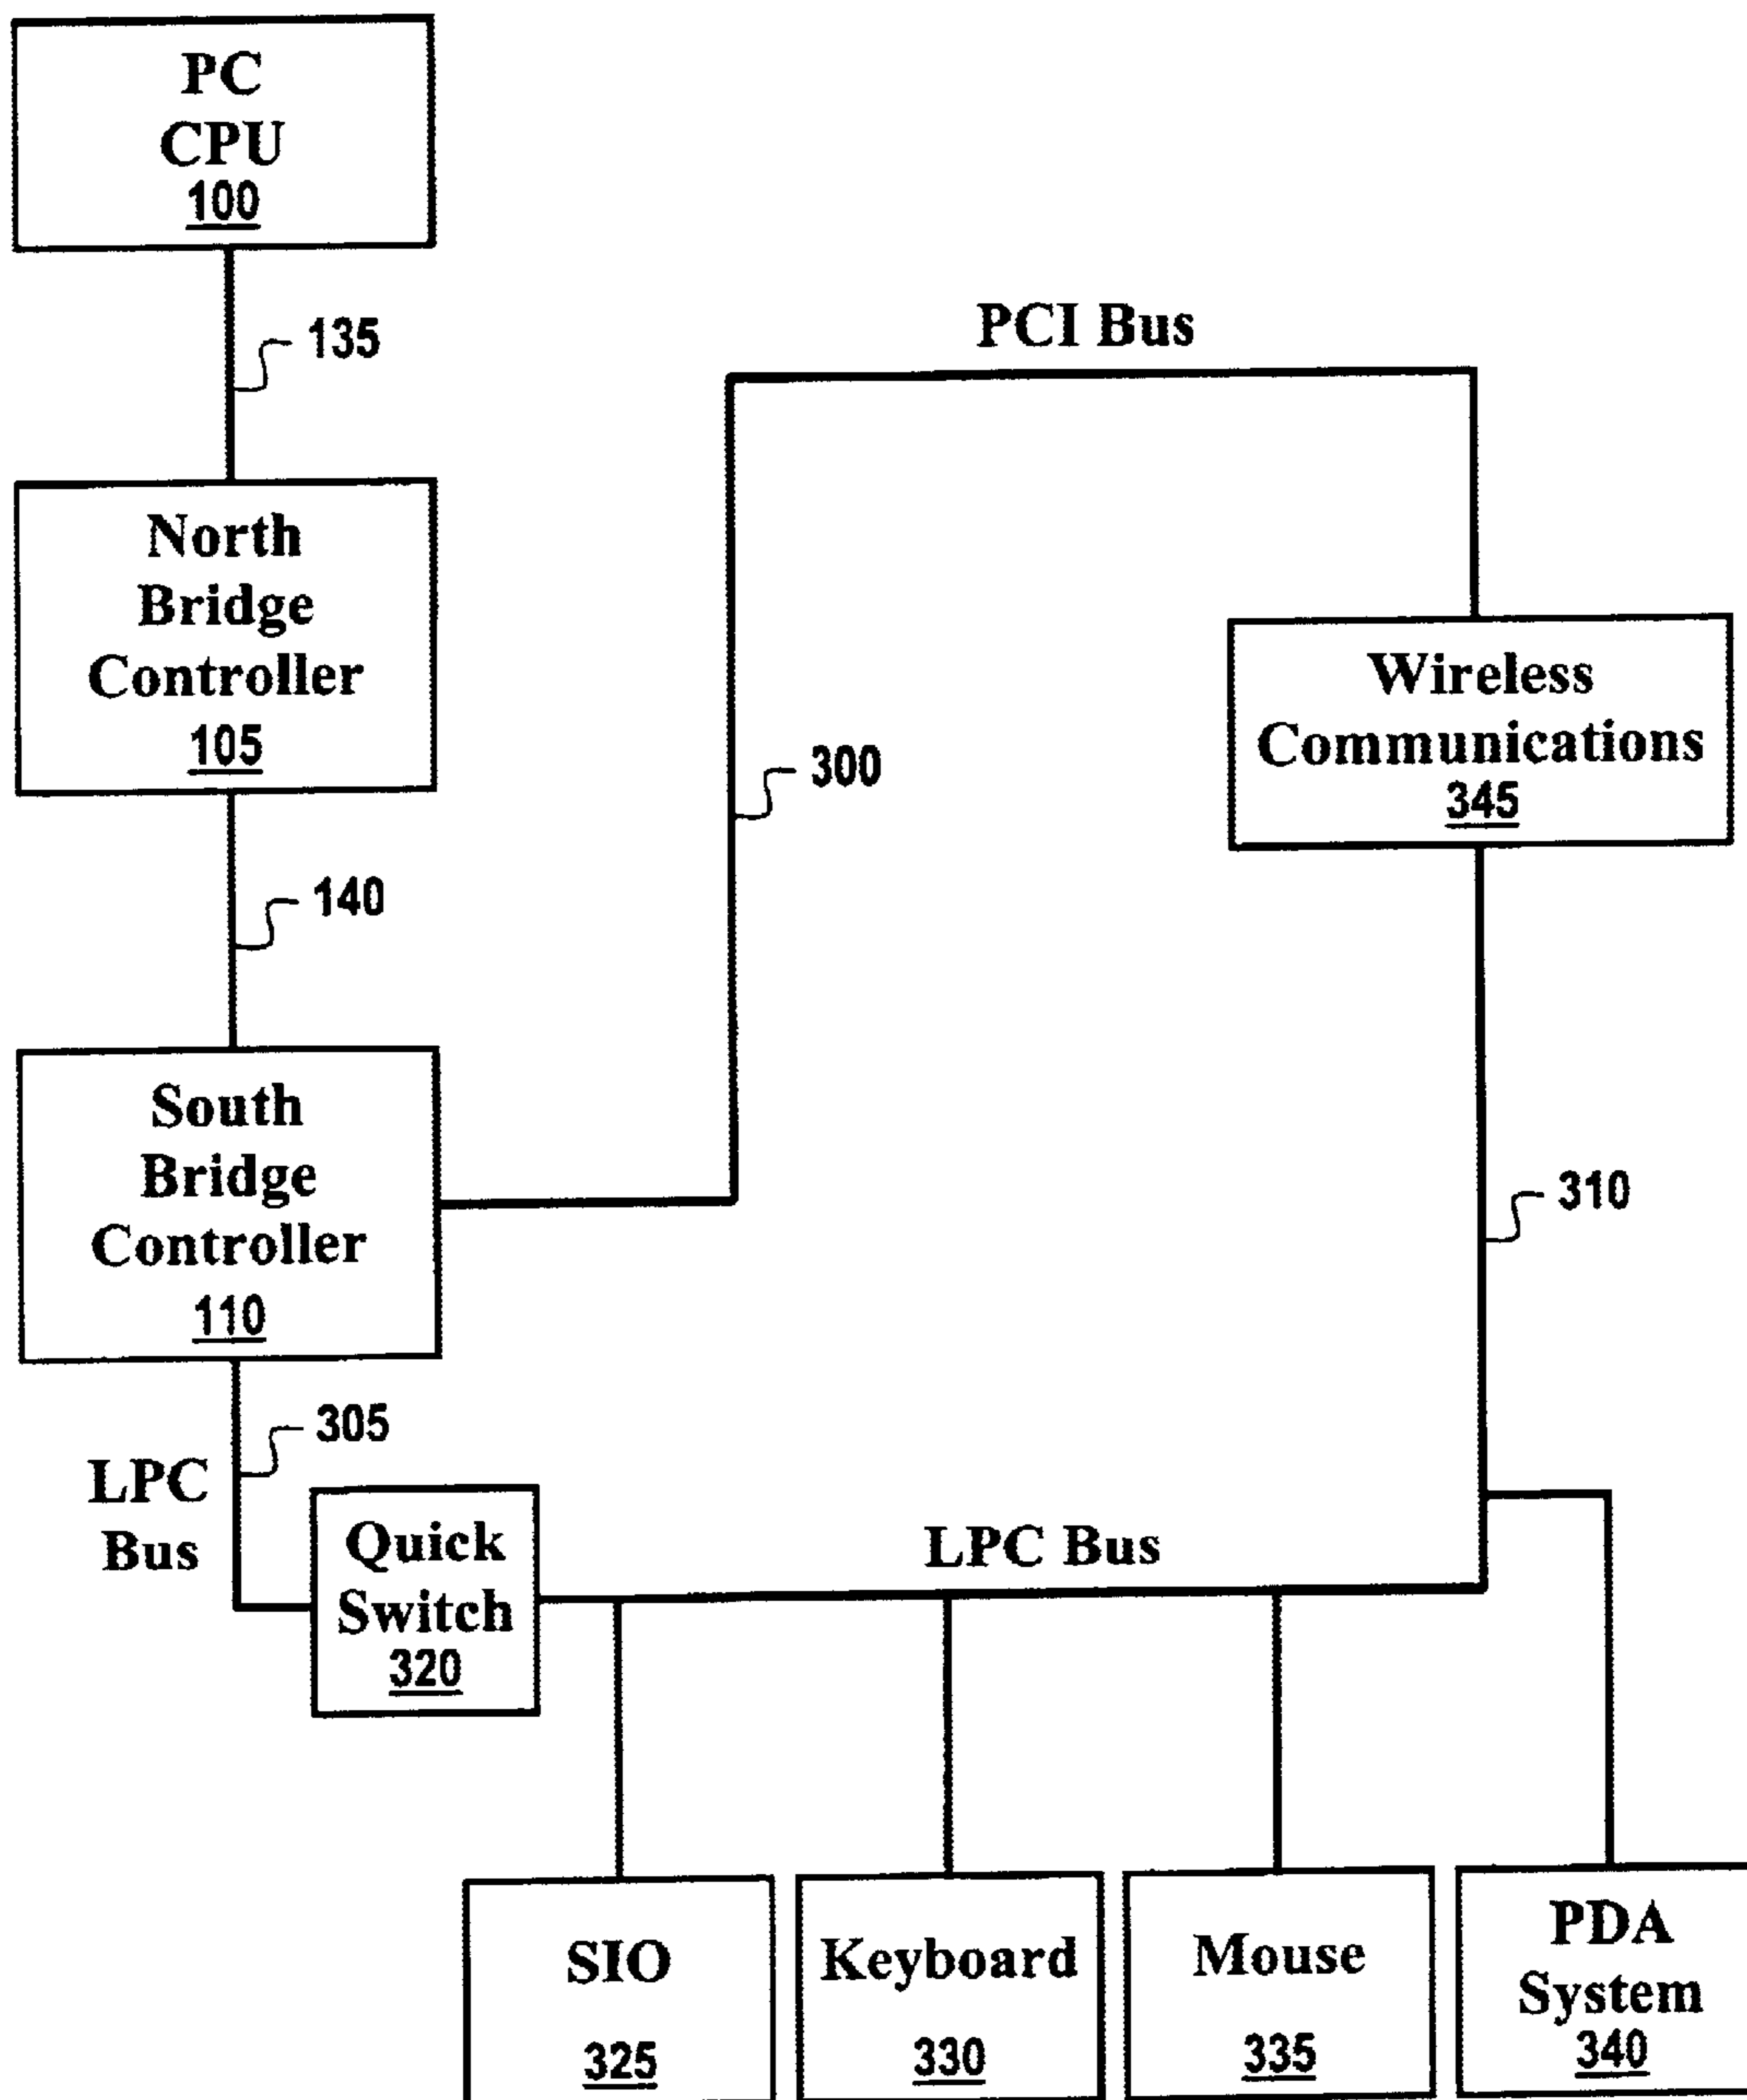 PC
CPU
100
135
PCI Bus
North
Bridge
Controller
105
Wireless
Communications
345
300
140
South
Bridge
Controller
110
310
305
LPC
Bus
Quick
Switch
320
LPC Bus
SIO
325
Keyboard
330
Mouse
335
PDA
System
340